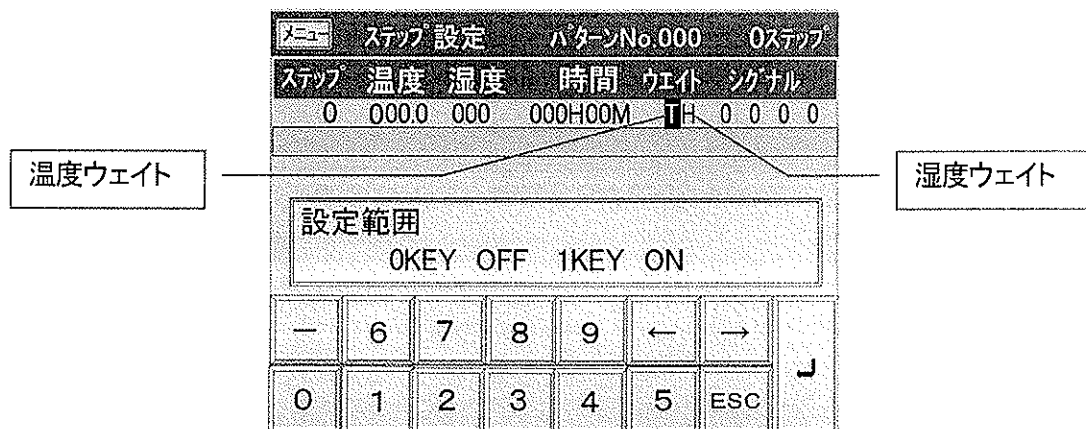 メニュー ステップ設定 パターンNo.000 0ステップ
ステップ 温度 湿度 時間 ウエイト シグナル
0 000.0 000 000H00M TH 0 0 0 0
温度ウェイト
湿度ウェイト
設定範囲
0KEY OFF 1KEY ON
— 6 7 8 9 ← →
0 1 2 3 4 5 ESC ↵